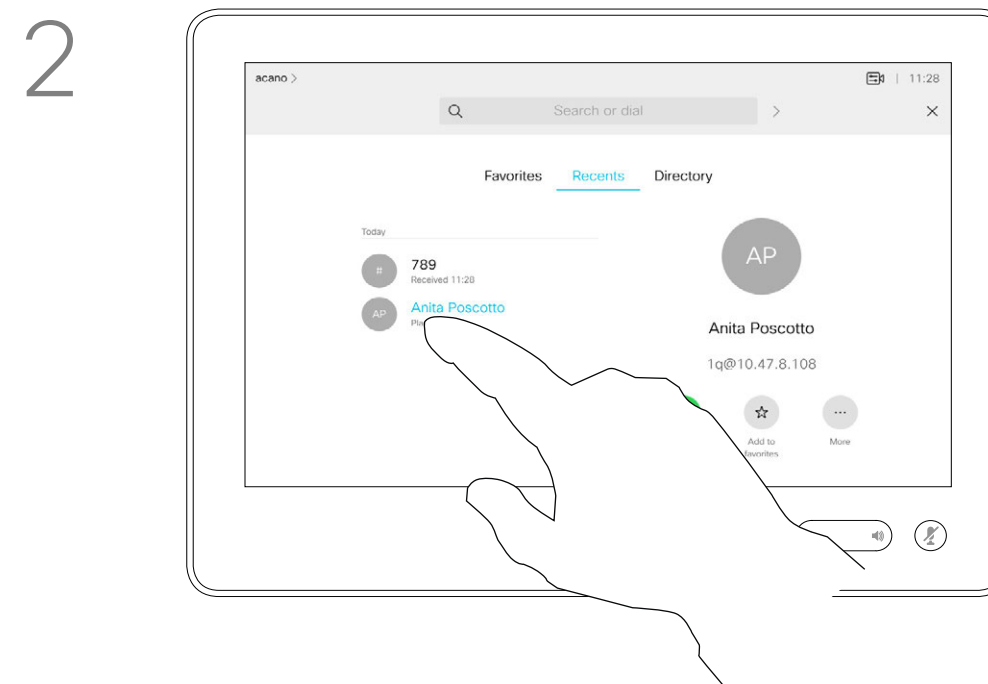 2
acano >
11:28
Search or dial
Favorites Recents Directory
Today
#
789
Received 11:28
AP
Anita Poscotto
AP
Anita Poscotto
1q@10.47.8.108
Add to
favorites
More